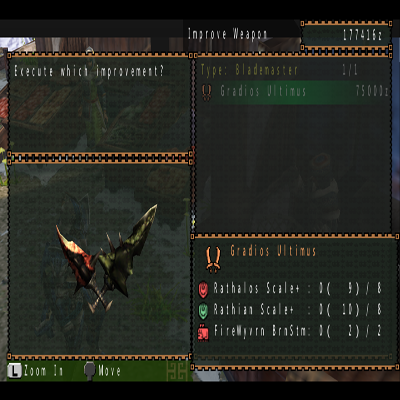 Improve Weapon
177416z
Execute which improvement?
Type: Blademaster 1/1
Gradios Ultimus 75000z
Gradios Ultimus
Rathalos Scale+ : 0( 9) / 8
Rathian Scale+ : 0( 10) / 8
FireWyvrn BrnStm: 0( 2) / 2
L Zoom In Move